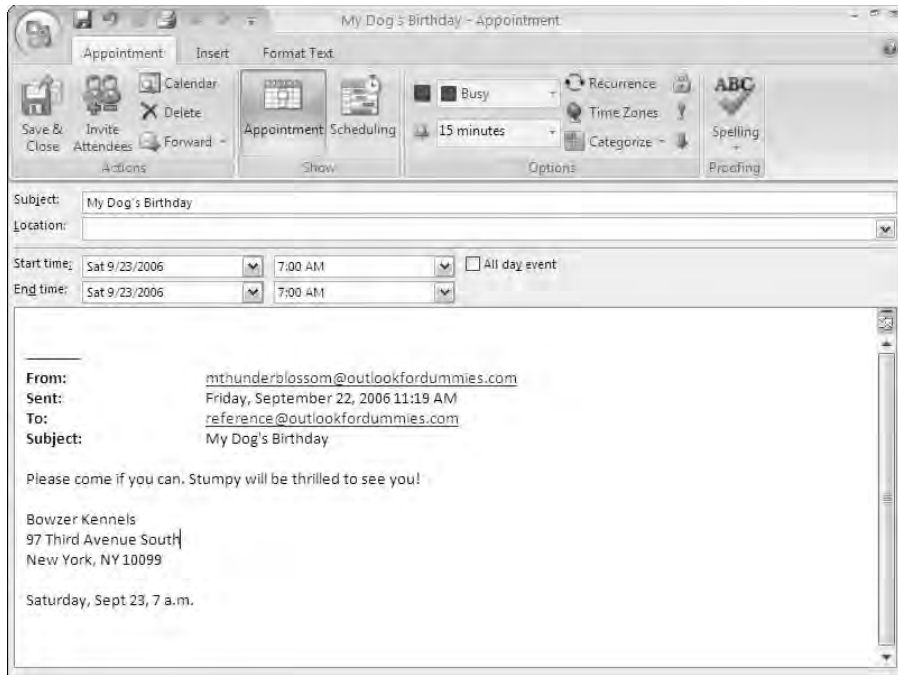 My Dog's Birthday - Appointment
Appointment Insert Format Text
Save & Close
Invite Attendees
Calendar
Delete
Forward
Actions
Appointment
Scheduling
Show
Busy
15 minutes
Recurrence
Time Zones
Categorize
Options
ABC
Spelling
Proofing
Subject: My Dog's Birthday
Location:
Start time: Sat 9/23/2006 7:00 AM All day event
End time: Sat 9/23/2006 7:00 AM
From: mthunderblossom@outlookfordummies.com
Sent: Friday, September 22, 2006 11:19 AM
To: reference@outlookfordummies.com
Subject: My Dog's Birthday
Please come if you can. Stumpy will be thrilled to see you!
Bowzer Kennels
97 Third Avenue South
New York, NY 10099
Saturday, Sept 23, 7 a.m.